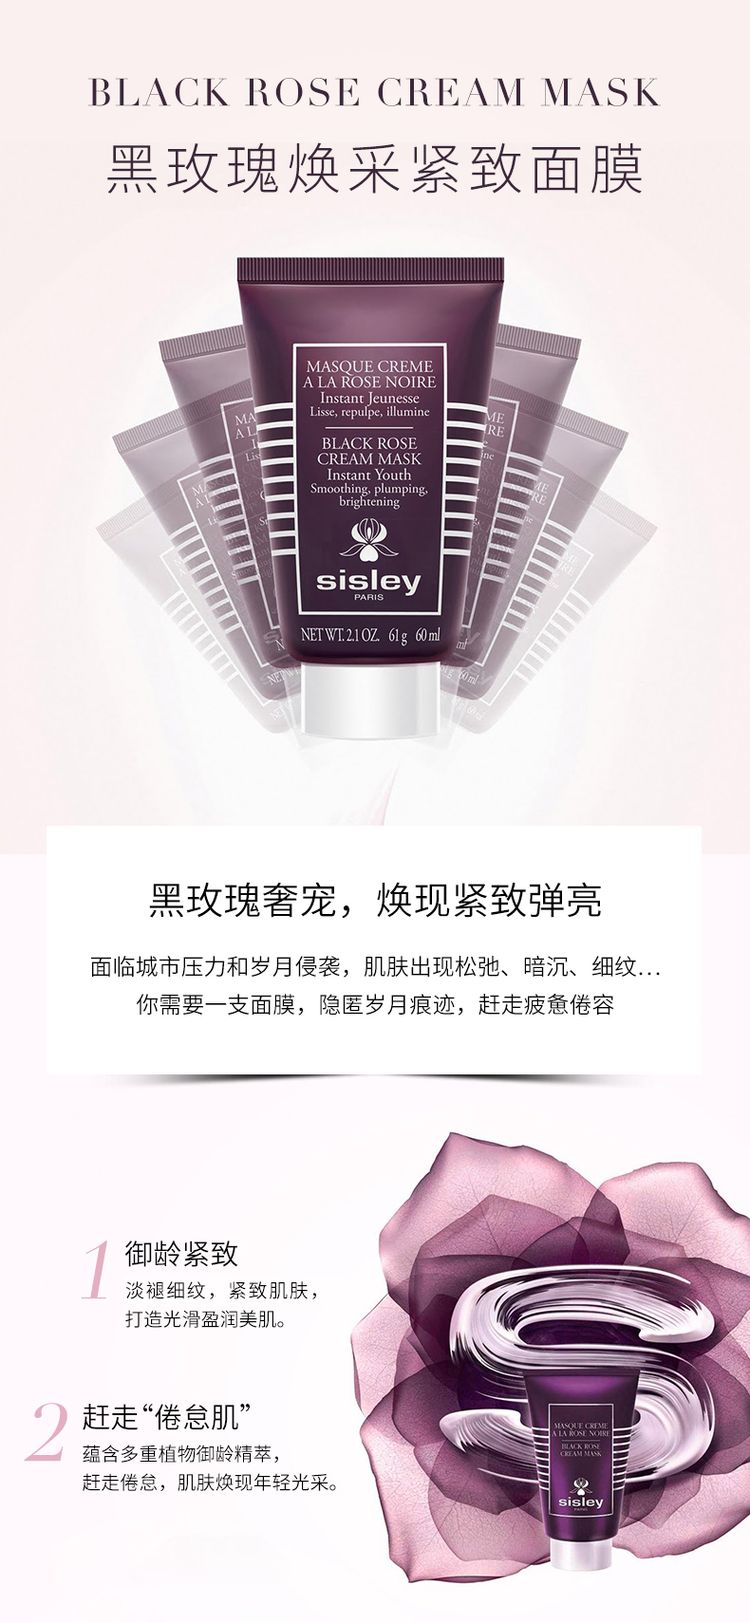 BLACK ROSE CREAM MASK
黑玫瑰焕采紧致面膜
MASQUE CREME
A LA ROSE NOIRE
Instant Jeunesse
Lisse, repulpe, illumine
BLACK ROSE
CREAM MASK
Instant Youth
Smoothing, plumping,
brightening
sisley
PARIS
NET WT. 2.1 OZ. 61 g 60 ml
黑玫瑰奢宠，焕现紧致弹亮
面临城市压力和岁月侵袭，肌肤出现松弛、暗沉、细纹...
你需要一支面膜，隐匿岁月痕迹，赶走疲惫倦容
1 御龄紧致
淡褪细纹，紧致肌肤，
打造光滑盈润美肌。
2 赶走“倦怠肌”
蕴含多重植物御龄精萃，
赶走倦怠，肌肤焕现年轻光采。
MASQUE CREME
A LA ROSE NOIRE
BLACK ROSE
CREAM MASK
sisley
PARIS